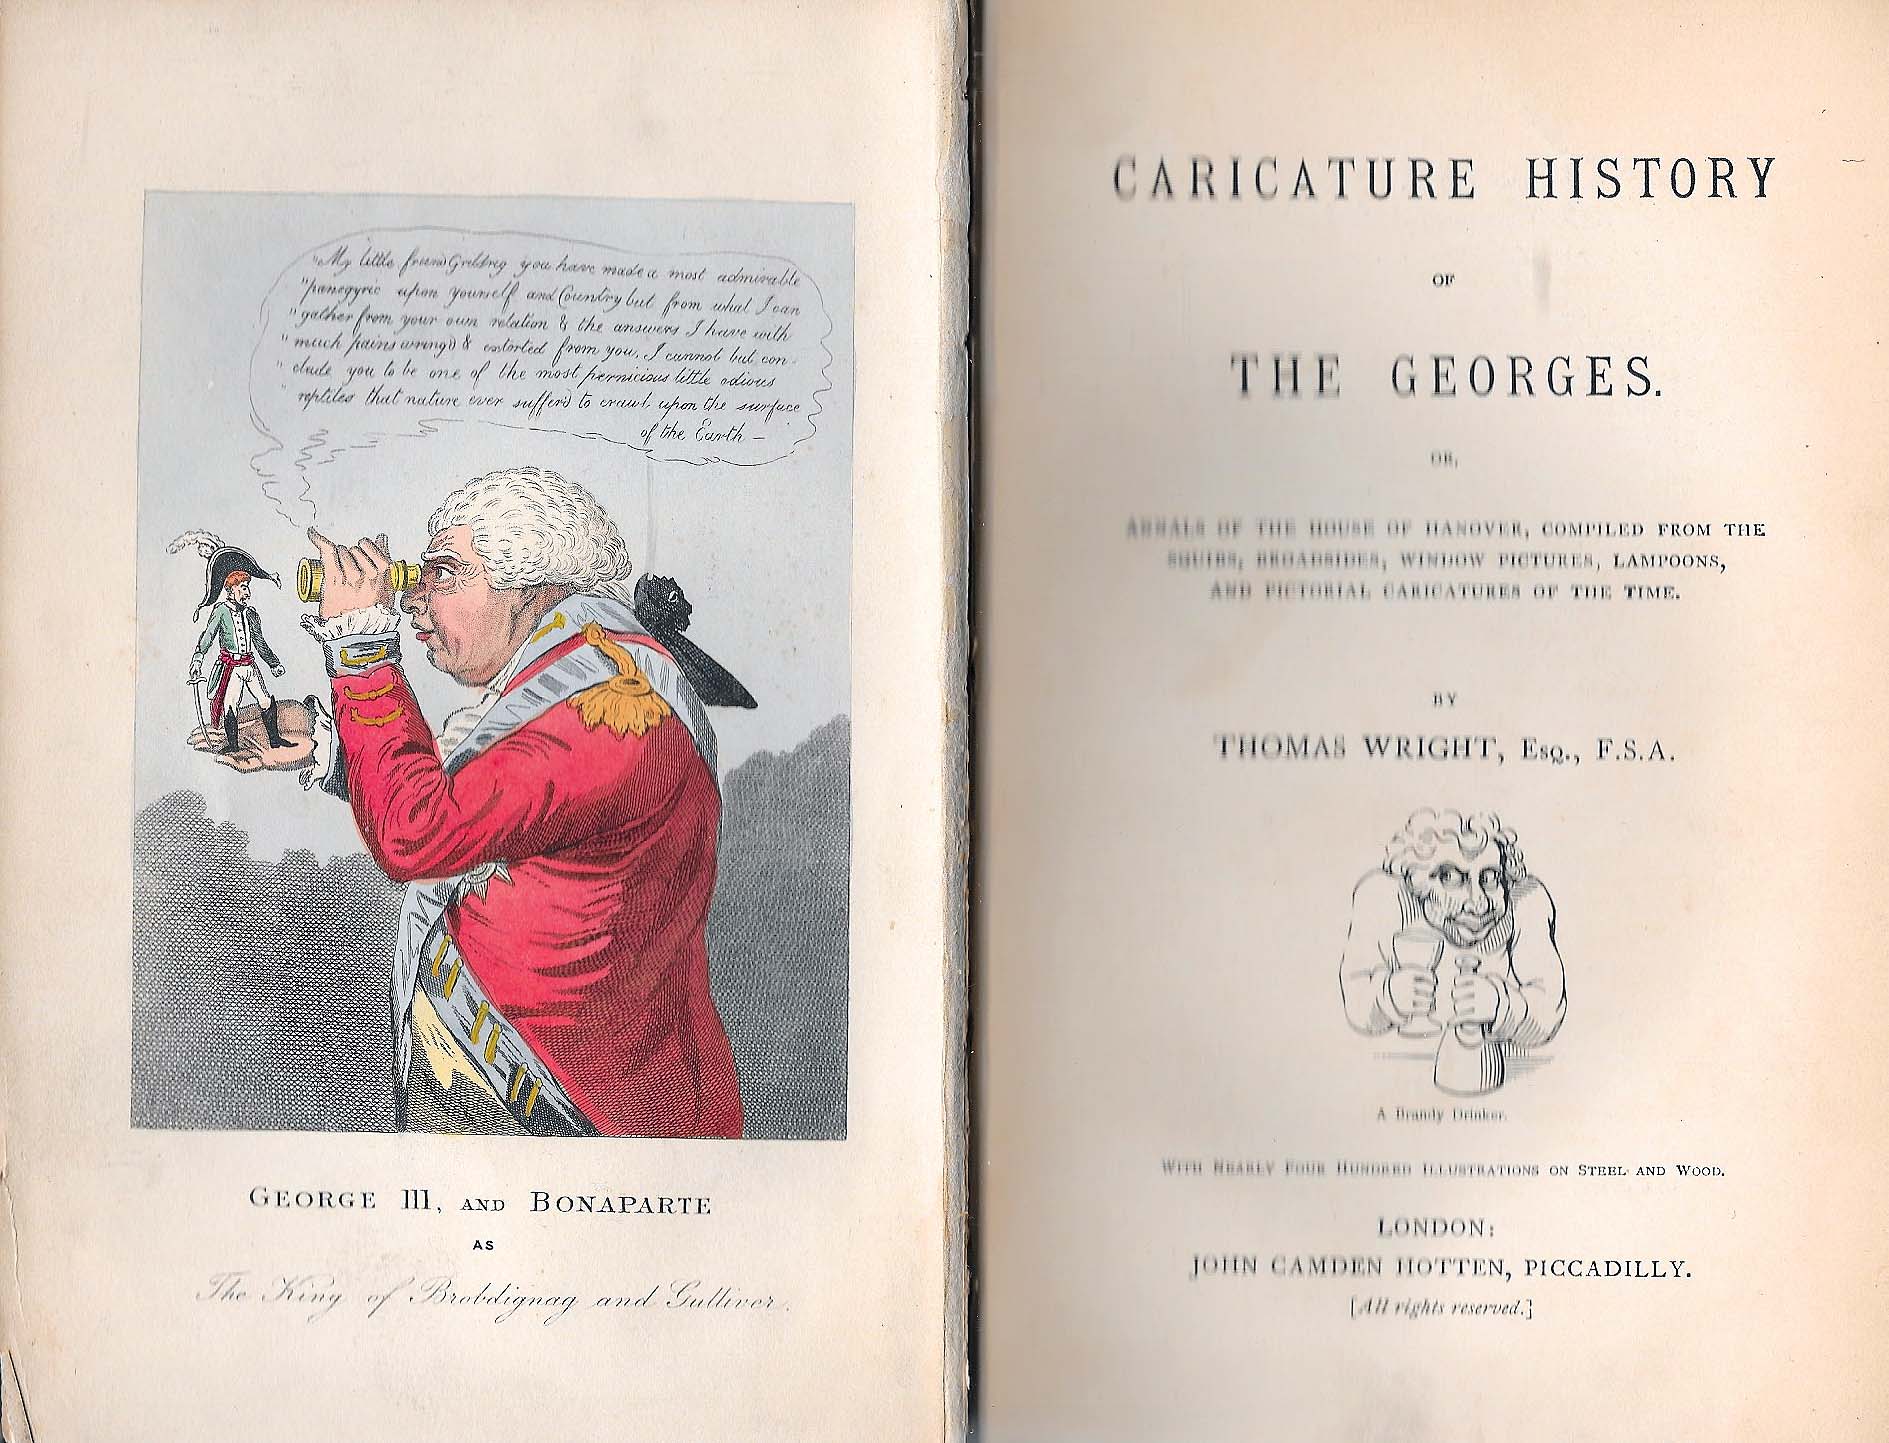 "My little friend Grildrig you have made a most admirable
"panegyric upon yourself and Country but from what I can
"gather from your own relation & the answers I have with
"much pains wring'd & extorted from you, I cannot but con-
"clude you to be one of the most pernicious little odious
"reptiles that nature ever suffer'd to crawl upon the surface
of the Earth—
GEORGE III, AND BONAPARTE
AS
The King of Brobdignag and Gulliver.
CARICATURE HISTORY
OF
THE GEORGES.
OR,
ANNALS OF THE HOUSE OF HANOVER, COMPILED FROM THE
SQUIBS, BROADSIDES, WINDOW PICTURES, LAMPOONS,
AND PICTORIAL CARICATURES OF THE TIME.
BY
THOMAS WRIGHT, ESQ., F.S.A.
A Brandy Drinker.
WITH NEARLY FOUR HUNDRED ILLUSTRATIONS ON STEEL AND WOOD.
LONDON:
JOHN CAMDEN HOTTEN, PICCADILLY.
[All rights reserved.]